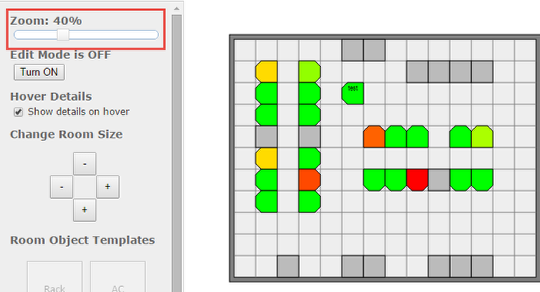 Zoom: 40%
Edit Mode is OFF
Turn ON
Hover Details
Show details on hover
Change Room Size
-
- +
+
Room Object Templates
Rack AC
test